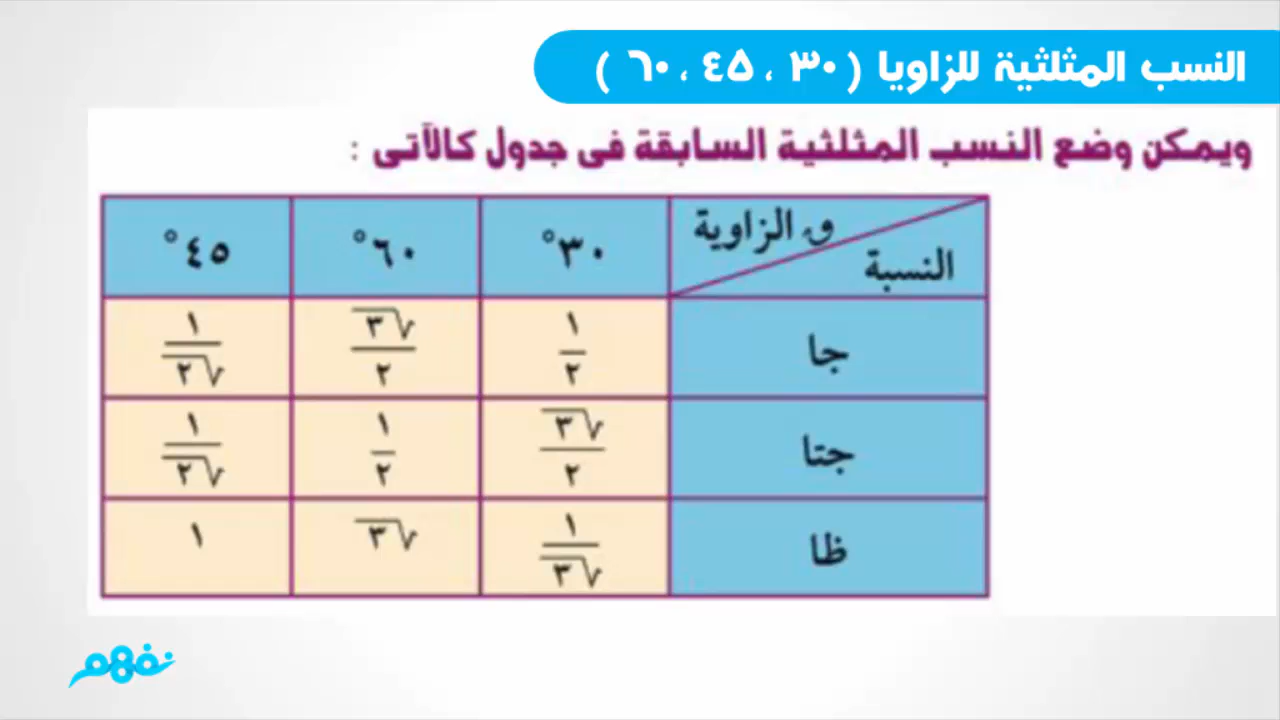 النسب المثلثية للزاويا ( ٣٠ ، ٤٥ ، ٦٠ )
ويمكن وضع النسب المثلثية السابقة فى جدول كالآتى :
ق الزاوية
النسبة
٣٠° ٦٠° ٤٥°
جا ١/٢ √٣/٢ ١/√٢
جتا √٣/٢ ١/٢ ١/√٢
ظا ١/√٣ √٣ ١
نفهم